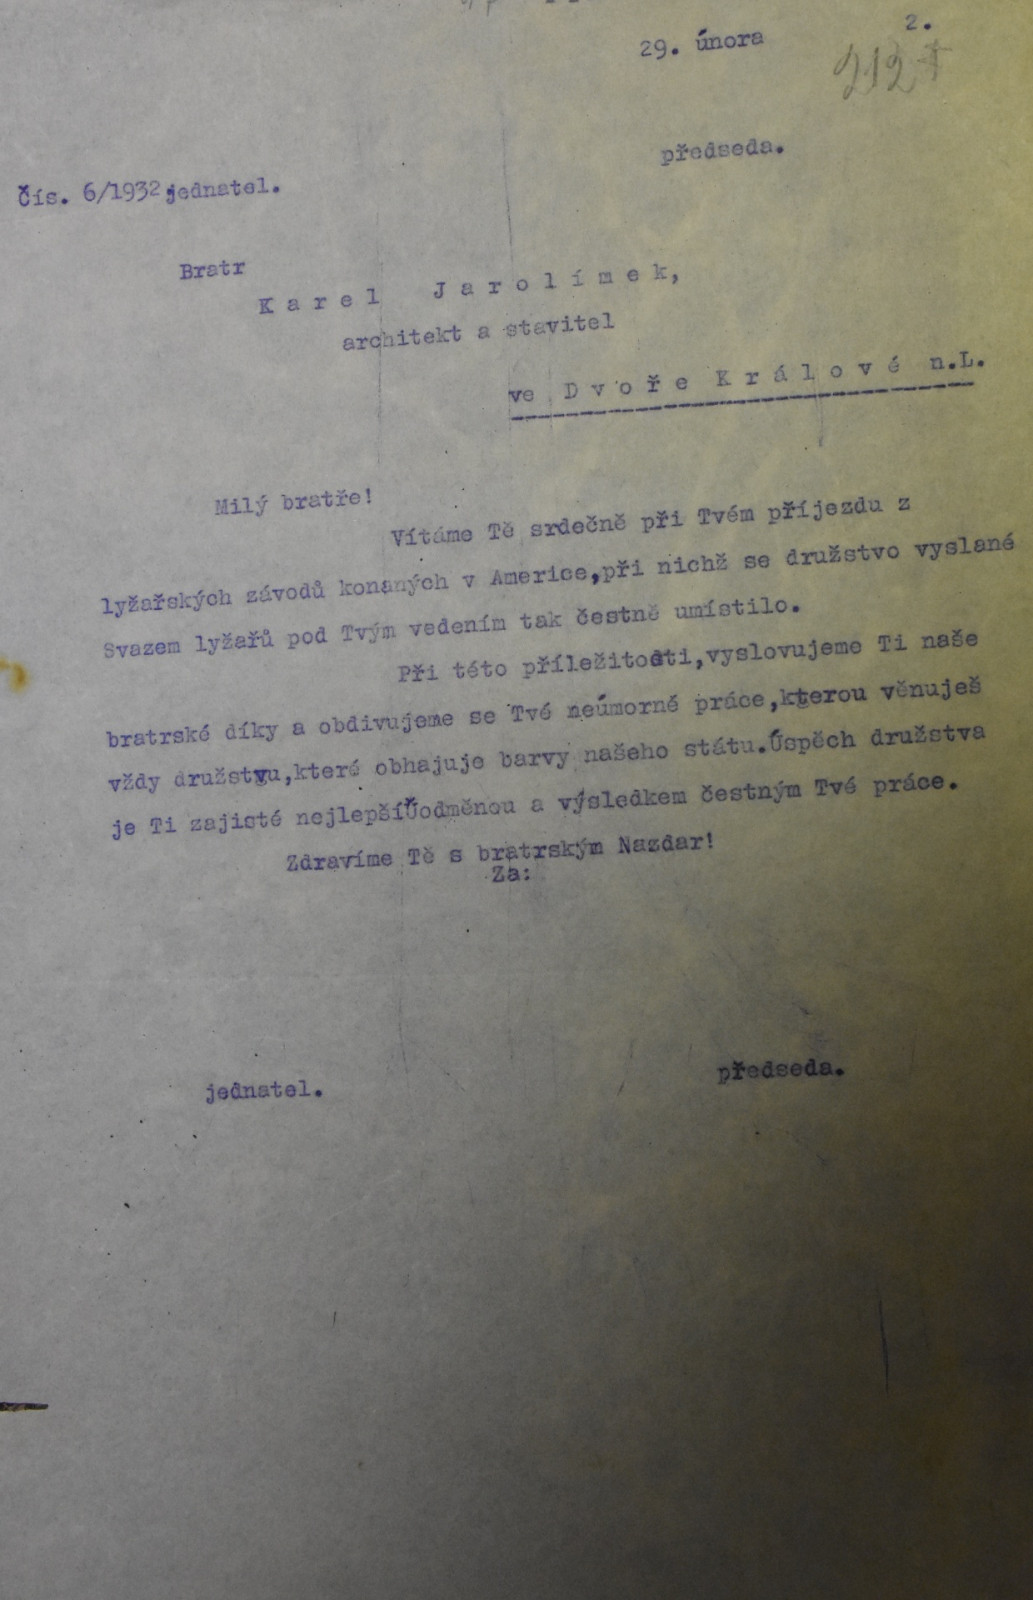 29. února 2.
212
předseda.
Čís. 6/1932 jednatel.
Bratr
Karel Jarolímek,
architekt a stavitel
ve Dvoře Králové n.L.
Milý bratře!
Vítáme Tě srdečně při Tvém příjezdu z
lyžařských závodů konaných v Americe,při nichž se družstvo vyslané
Svazem lyžařů pod Tvým vedením tak čestně umístilo.
Při této příležitosti,vyslovujeme Ti naše
bratrské díky a obdivujeme se Tvé neúmorné práce,kterou věnuješ
vždy družstvu,které obhajuje barvy našeho státu.Úspěch družstva
je Ti zajisté nejlepší odměnou a výsledkem čestným Tvé práce.
Zdravíme Tě s bratrským Nazdar!
Za:
jednatel. předseda.